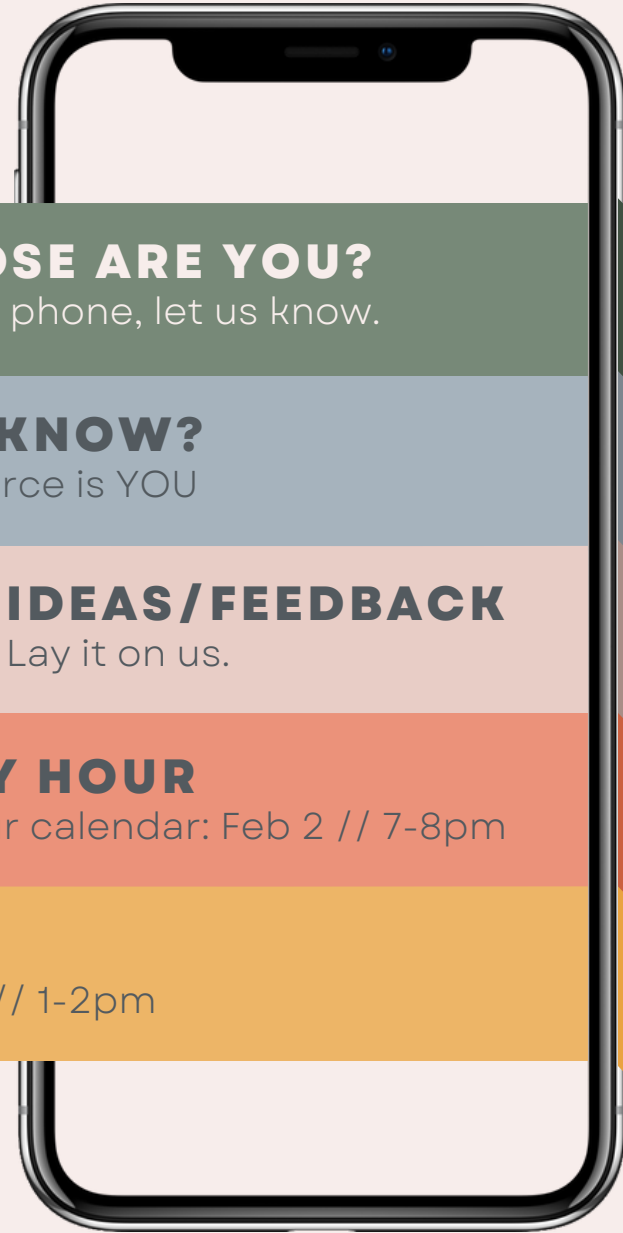 OSE ARE YOU?
phone, let us know.
KNOW?
rce is YOU
IDEAS/FEEDBACK
Lay it on us.
Y HOUR
r calendar: Feb 2 // 7-8pm
// 1-2pm